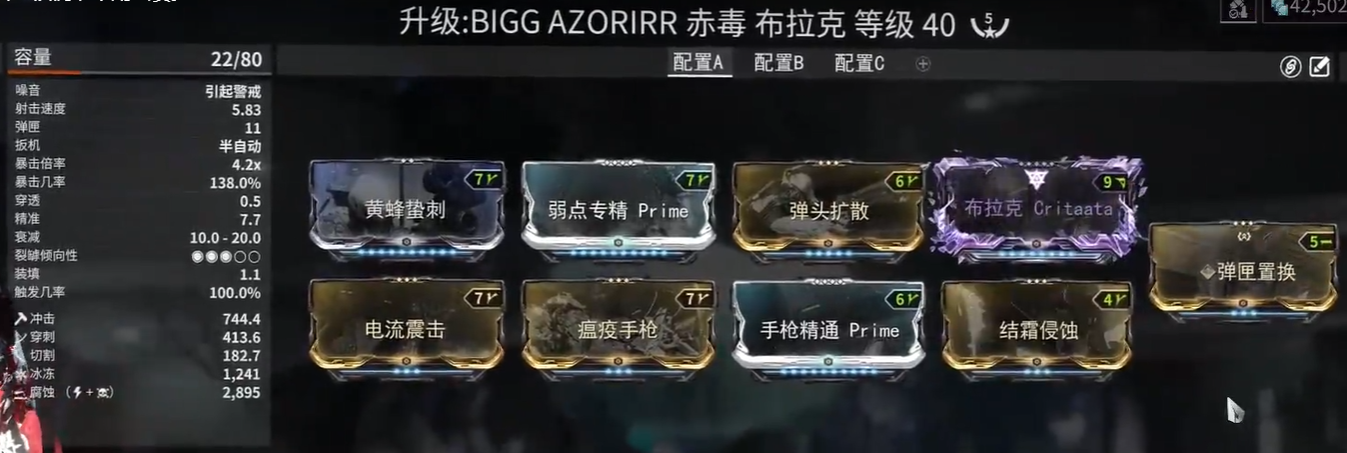 升级:BIGG AZORIRR 赤毒 布拉克 等级 40 5
42,502
容量 22/80
配置A 配置B 配置C
噪音 引起警戒
射击速度 5.83
弹匣 11
扳机 半自动
暴击倍率 4.2x
暴击几率 138.0%
穿透 0.5
精准 7.7
衰减 10.0 - 20.0
裂罅倾向性
装填 1.1
触发几率 100.0%
冲击 744.4
穿刺 413.6
切割 182.7
冰冻 1,241
腐蚀 ( + ) 2,895
7
黄蜂蛰刺
7
弱点专精 Prime
6
弹头扩散
9
布拉克 Critaata
5
弹匣置换
7
电流震击
7
瘟疫手枪
6
手枪精通 Prime
4
结霜侵蚀